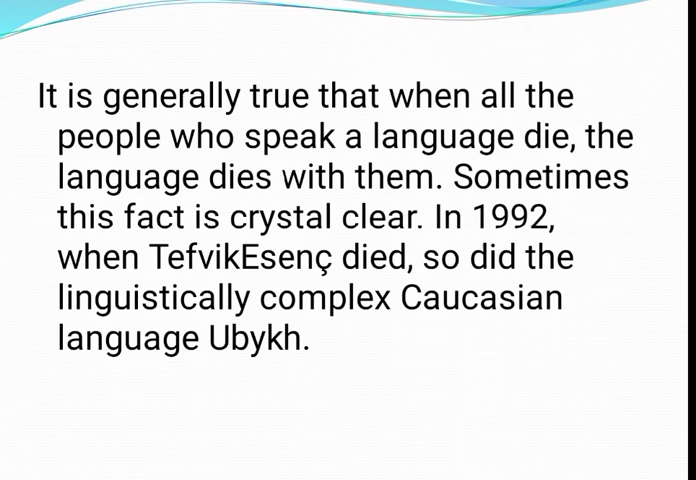 It is generally true that when all the
people who speak a language die, the
language dies with them. Sometimes
this fact is crystal clear. In 1992,
when TefvikEsenç died, so did the
linguistically complex Caucasian
language Ubykh.